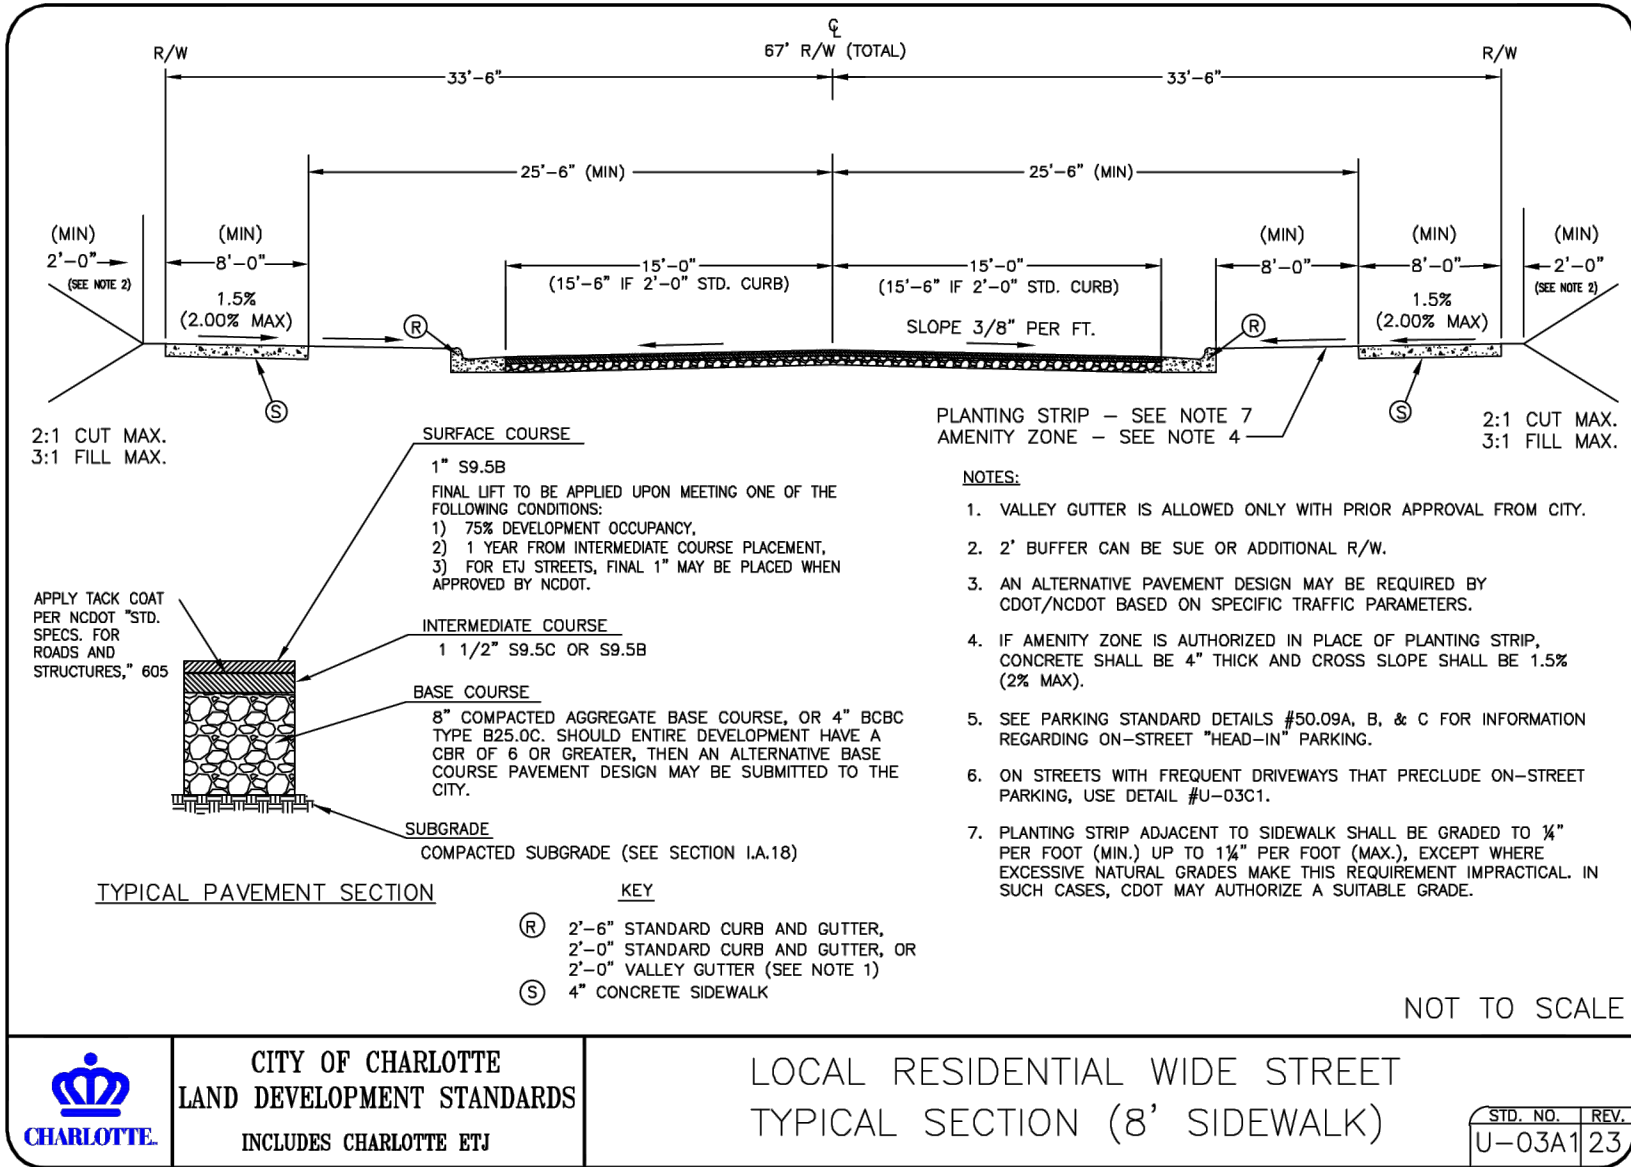 ℄
67' R/W (TOTAL)
R/W
R/W
33'-6"
33'-6"
25'-6" (MIN)
25'-6" (MIN)
(MIN)
2'-0"
(SEE NOTE 2)
(MIN)
8'-0"
1.5%
(2.00% MAX)
15'-0"
(15'-6" IF 2'-0" STD. CURB)
15'-0"
(15'-6" IF 2'-0" STD. CURB)
SLOPE 3/8" PER FT.
(MIN)
8'-0"
(MIN)
8'-0"
1.5%
(2.00% MAX)
(MIN)
2'-0"
(SEE NOTE 2)
R
R
S
S
2:1 CUT MAX.
3:1 FILL MAX.
PLANTING STRIP – SEE NOTE 7
AMENITY ZONE – SEE NOTE 4
2:1 CUT MAX.
3:1 FILL MAX.
SURFACE COURSE
1" S9.5B
FINAL LIFT TO BE APPLIED UPON MEETING ONE OF THE
FOLLOWING CONDITIONS:
1) 75% DEVELOPMENT OCCUPANCY,
2) 1 YEAR FROM INTERMEDIATE COURSE PLACEMENT,
3) FOR ETJ STREETS, FINAL 1" MAY BE PLACED WHEN
APPROVED BY NCDOT.
APPLY TACK COAT
PER NCDOT "STD.
SPECS. FOR
ROADS AND
STRUCTURES," 605
INTERMEDIATE COURSE
1 1/2" S9.5C OR S9.5B
BASE COURSE
8" COMPACTED AGGREGATE BASE COURSE, OR 4" BCBC
TYPE B25.0C. SHOULD ENTIRE DEVELOPMENT HAVE A
CBR OF 6 OR GREATER, THEN AN ALTERNATIVE BASE
COURSE PAVEMENT DESIGN MAY BE SUBMITTED TO THE
CITY.
SUBGRADE
COMPACTED SUBGRADE (SEE SECTION I.A.18)
TYPICAL PAVEMENT SECTION
KEY
R 2'-6" STANDARD CURB AND GUTTER,
2'-0" STANDARD CURB AND GUTTER, OR
2'-0" VALLEY GUTTER (SEE NOTE 1)
S 4" CONCRETE SIDEWALK
NOTES:
1. VALLEY GUTTER IS ALLOWED ONLY WITH PRIOR APPROVAL FROM CITY.
2. 2' BUFFER CAN BE SUE OR ADDITIONAL R/W.
3. AN ALTERNATIVE PAVEMENT DESIGN MAY BE REQUIRED BY
CDOT/NCDOT BASED ON SPECIFIC TRAFFIC PARAMETERS.
4. IF AMENITY ZONE IS AUTHORIZED IN PLACE OF PLANTING STRIP,
CONCRETE SHALL BE 4" THICK AND CROSS SLOPE SHALL BE 1.5%
(2% MAX).
5. SEE PARKING STANDARD DETAILS #50.09A, B, & C FOR INFORMATION
REGARDING ON-STREET "HEAD-IN" PARKING.
6. ON STREETS WITH FREQUENT DRIVEWAYS THAT PRECLUDE ON-STREET
PARKING, USE DETAIL #U-03C1.
7. PLANTING STRIP ADJACENT TO SIDEWALK SHALL BE GRADED TO ¼"
PER FOOT (MIN.) UP TO 1¼" PER FOOT (MAX.), EXCEPT WHERE
EXCESSIVE NATURAL GRADES MAKE THIS REQUIREMENT IMPRACTICAL. IN
SUCH CASES, CDOT MAY AUTHORIZE A SUITABLE GRADE.
NOT TO SCALE
CHARLOTTE.
CITY OF CHARLOTTE
LAND DEVELOPMENT STANDARDS
INCLUDES CHARLOTTE ETJ
LOCAL RESIDENTIAL WIDE STREET
TYPICAL SECTION (8' SIDEWALK)
STD. NO. REV.
U-03A1 23